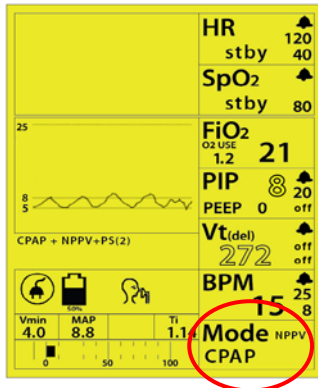 HR
120
stby 40
SpO2
stby 80
25
8
5
CPAP + NPPV+PS(2)
50%
Vmin MAP Ti
4.0 8.8 1.14
0 50 100
FiO2
O2 USE
1.2 21
PIP 8 20
PEEP 0 off
Vt(del) off
272 off
BPM 25
15 8
Mode NPPV
CPAP